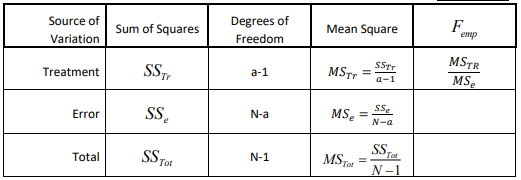 Source of Variation | Sum of Squares | Degrees of Freedom | Mean Square | F_emp
Treatment | SS_Tr | a-1 | MS_Tr = SS_Tr / a−1 | MS_TR / MS_e
Error | SS_e | N-a | MS_e = SS_e / N−a
Total | SS_Tot | N-1 | MS_Tot = SS_Tot / N−1